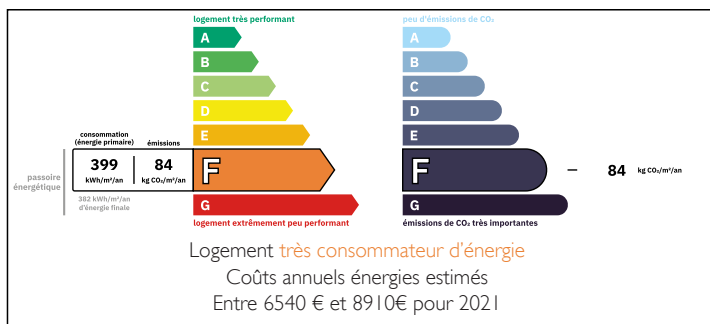 logement très performant
A
B
C
D
E
consommation
(énergie primaire)
émissions
399
kWh/m²/an
84
kg CO₂/m²/an
F
passoire
énergétique
382 kWh/m²/an
d'énergie finale
G
logement extrêmement peu performant
peu d'émissions de CO₂
A
B
C
D
E
F
84 kg CO₂/m²/an
G
émissions de CO₂ très importantes
Logement très consommateur d'énergie
Coûts annuels énergies estimés
Entre 6540 € et 8910€ pour 2021